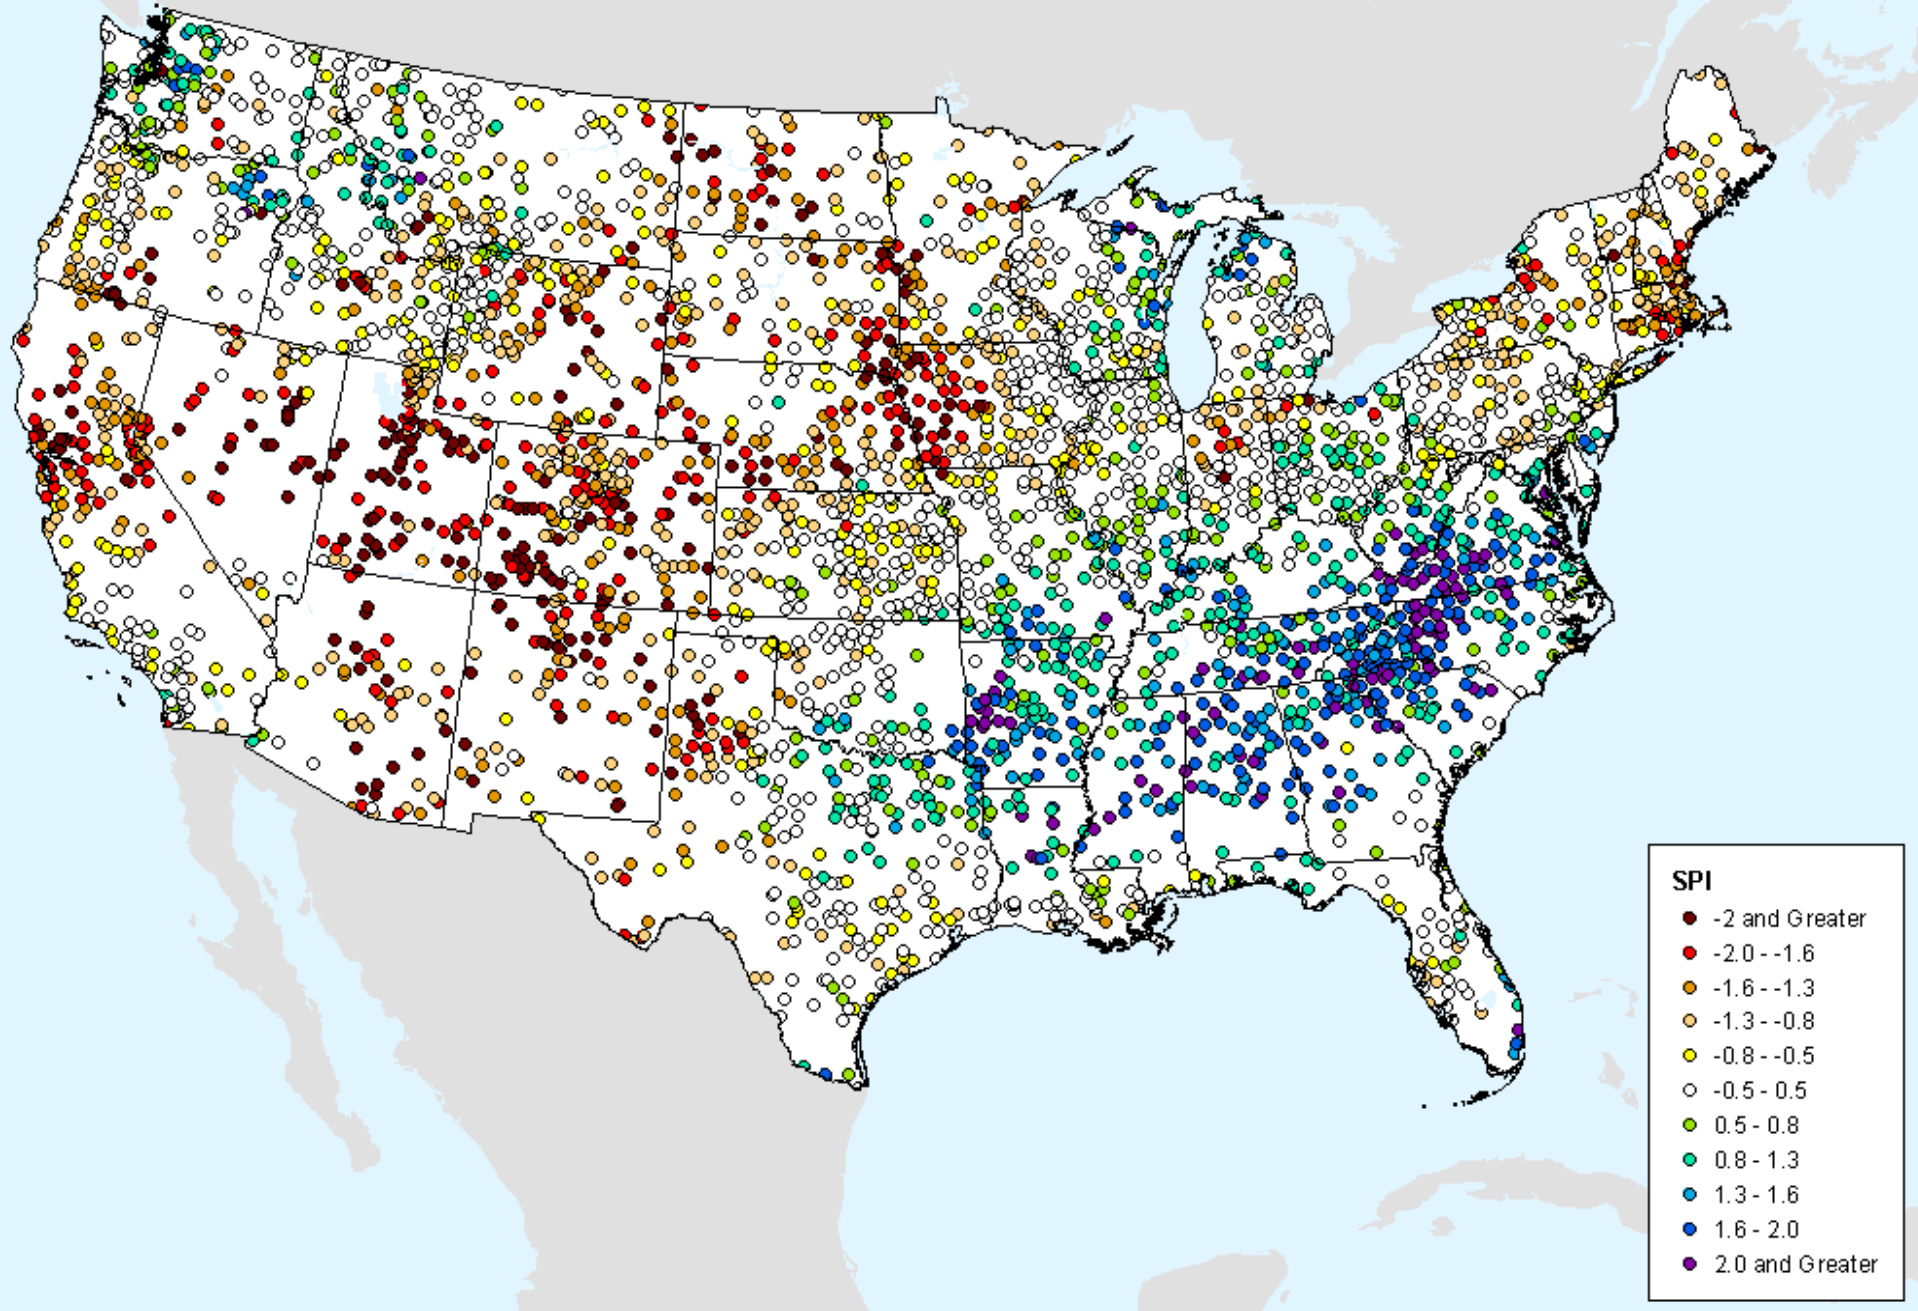 SPI
-2 and Greater
-2.0 - -1.6
-1.6 - -1.3
-1.3 - -0.8
-0.8 - -0.5
-0.5 - 0.5
0.5 - 0.8
0.8 - 1.3
1.3 - 1.6
1.6 - 2.0
2.0 and Greater